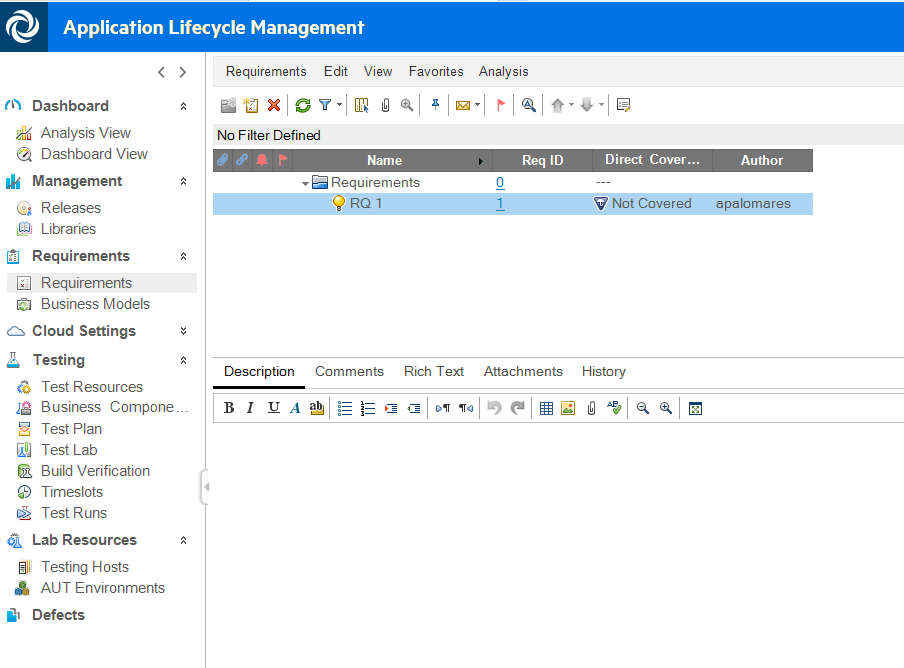 Application Lifecycle Management
Dashboard
Analysis View
Dashboard View
Management
Releases
Libraries
Requirements
Requirements
Business Models
Cloud Settings
Testing
Test Resources
Business Compone...
Test Plan
Test Lab
Build Verification
Timeslots
Test Runs
Lab Resources
Testing Hosts
AUT Environments
Defects
Requirements Edit View Favorites Analysis
No Filter Defined
Name Req ID Direct Cover... Author
Requirements 0 ---
RQ 1 1 Not Covered apalomares
Description Comments Rich Text Attachments History
B I U A ab